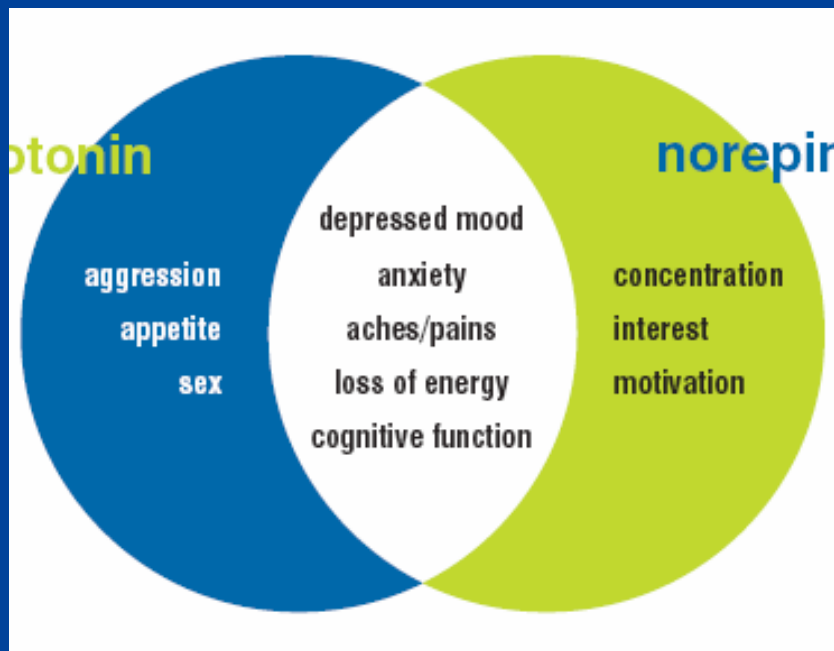 otonin
norepin
depressed mood
aggression
anxiety
concentration
appetite
aches/pains
interest
sex
loss of energy
motivation
cognitive function